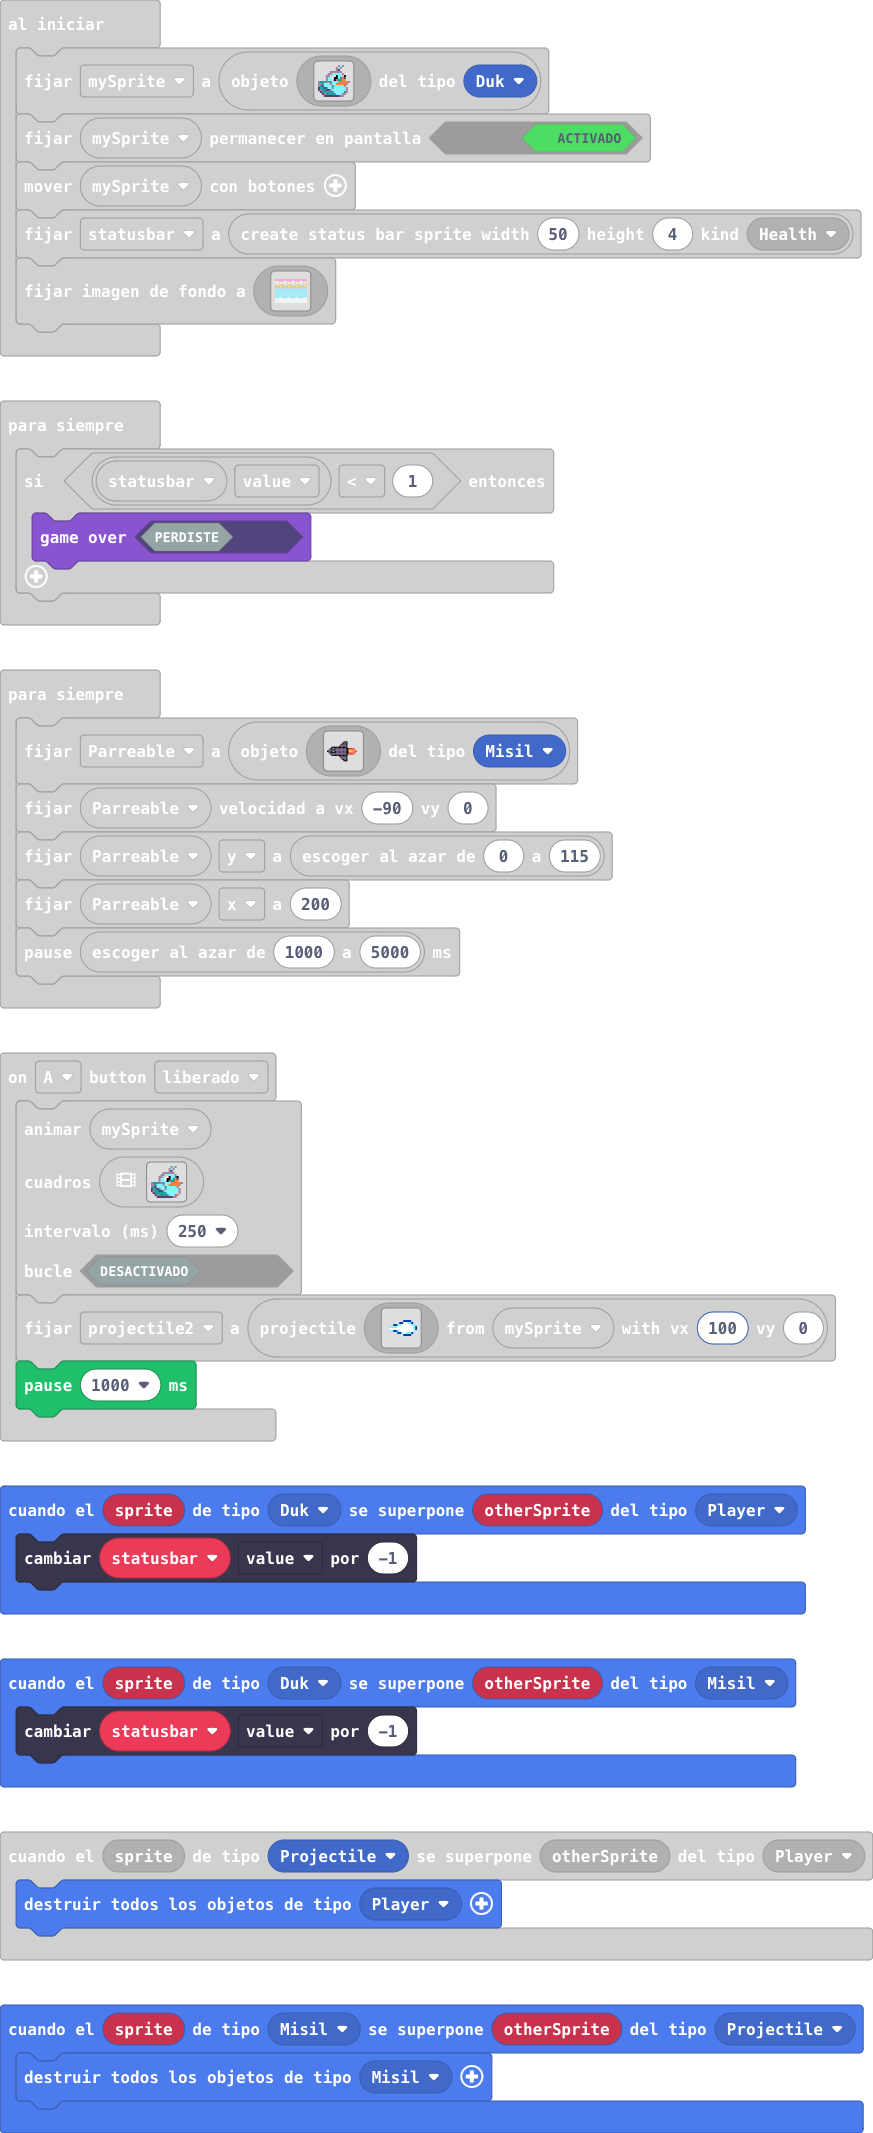 al iniciar
fijar mySprite a objeto del tipo Duk
fijar mySprite permanecer en pantalla ACTIVADO
mover mySprite con botones
fijar statusbar a create status bar sprite width 50 height 4 kind Health
fijar imagen de fondo a
para siempre
si statusbar value < 1 entonces
game over PERDISTE
para siempre
fijar Parreable a objeto del tipo Misil
fijar Parreable velocidad a vx -90 vy 0
fijar Parreable y a escoger al azar de 0 a 115
fijar Parreable x a 200
pause escoger al azar de 1000 a 5000 ms
on A button liberado
animar mySprite
cuadros
intervalo (ms) 250
bucle DESACTIVADO
fijar projectile2 a projectile from mySprite with vx 100 vy 0
pause 1000 ms
cuando el sprite de tipo Duk se superpone otherSprite del tipo Player
cambiar statusbar value por -1
cuando el sprite de tipo Duk se superpone otherSprite del tipo Misil
cambiar statusbar value por -1
cuando el sprite de tipo Projectile se superpone otherSprite del tipo Player
destruir todos los objetos de tipo Player
cuando el sprite de tipo Misil se superpone otherSprite del tipo Projectile
destruir todos los objetos de tipo Misil